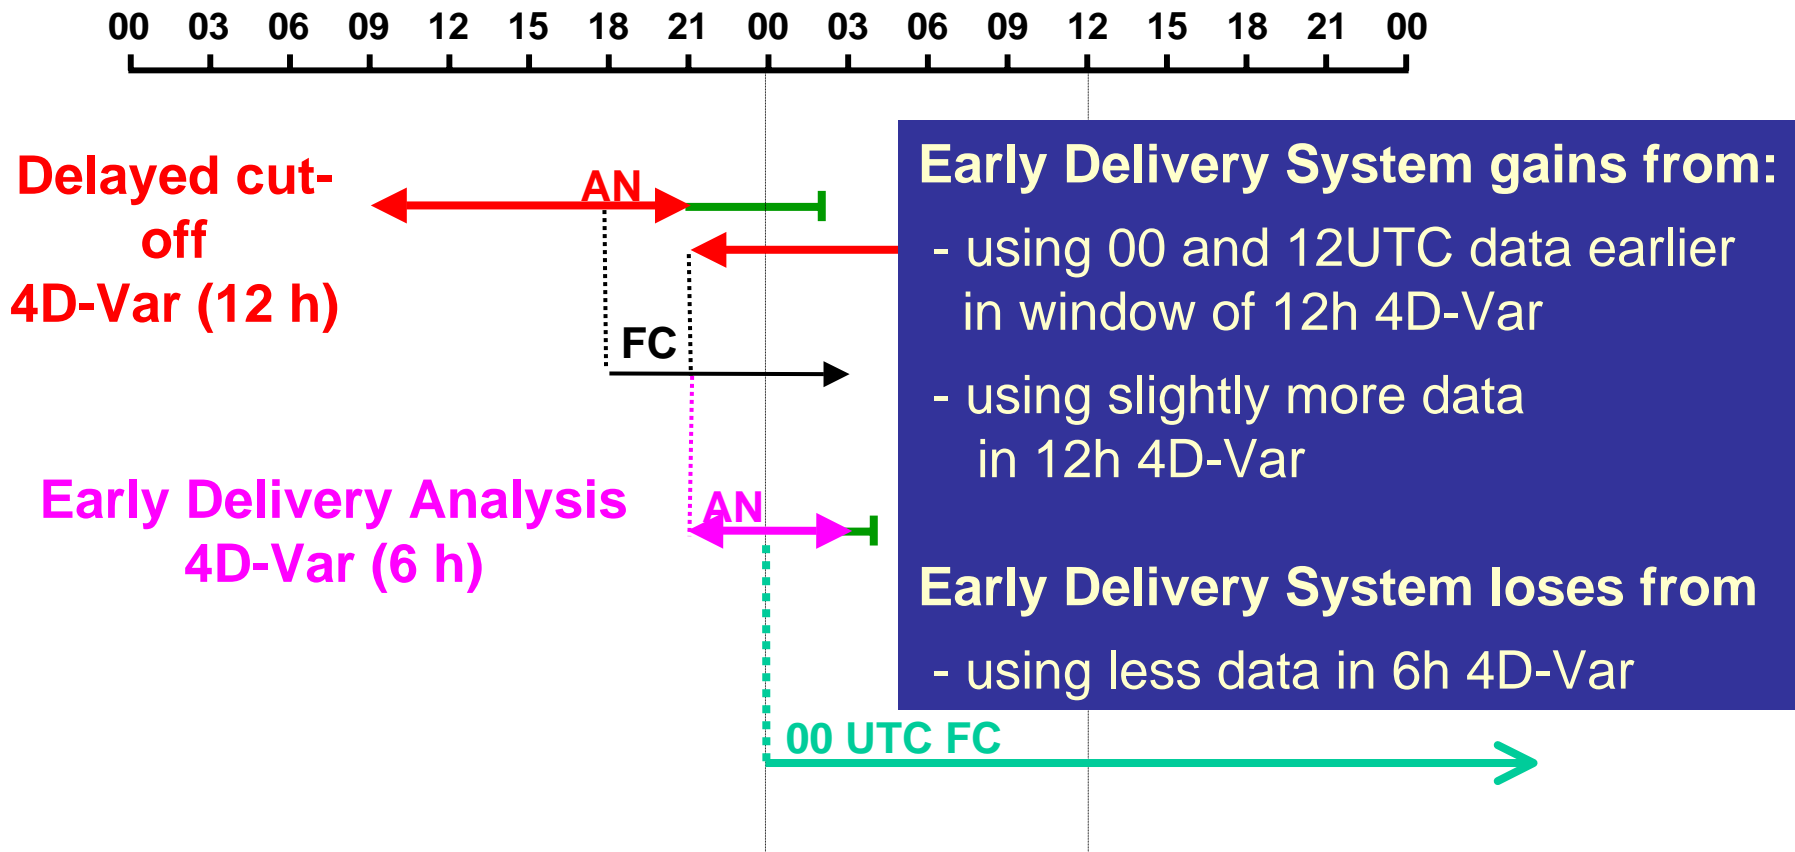 00 03 06 09 12 15 18 21 00 03 06 09 12 15 18 21 00
Delayed cut-
off
4D-Var (12 h)
AN
FC
Early Delivery Analysis
4D-Var (6 h)
AN
00 UTC FC
Early Delivery System gains from:
- using 00 and 12UTC data earlier
in window of 12h 4D-Var
- using slightly more data
in 12h 4D-Var
Early Delivery System loses from
- using less data in 6h 4D-Var